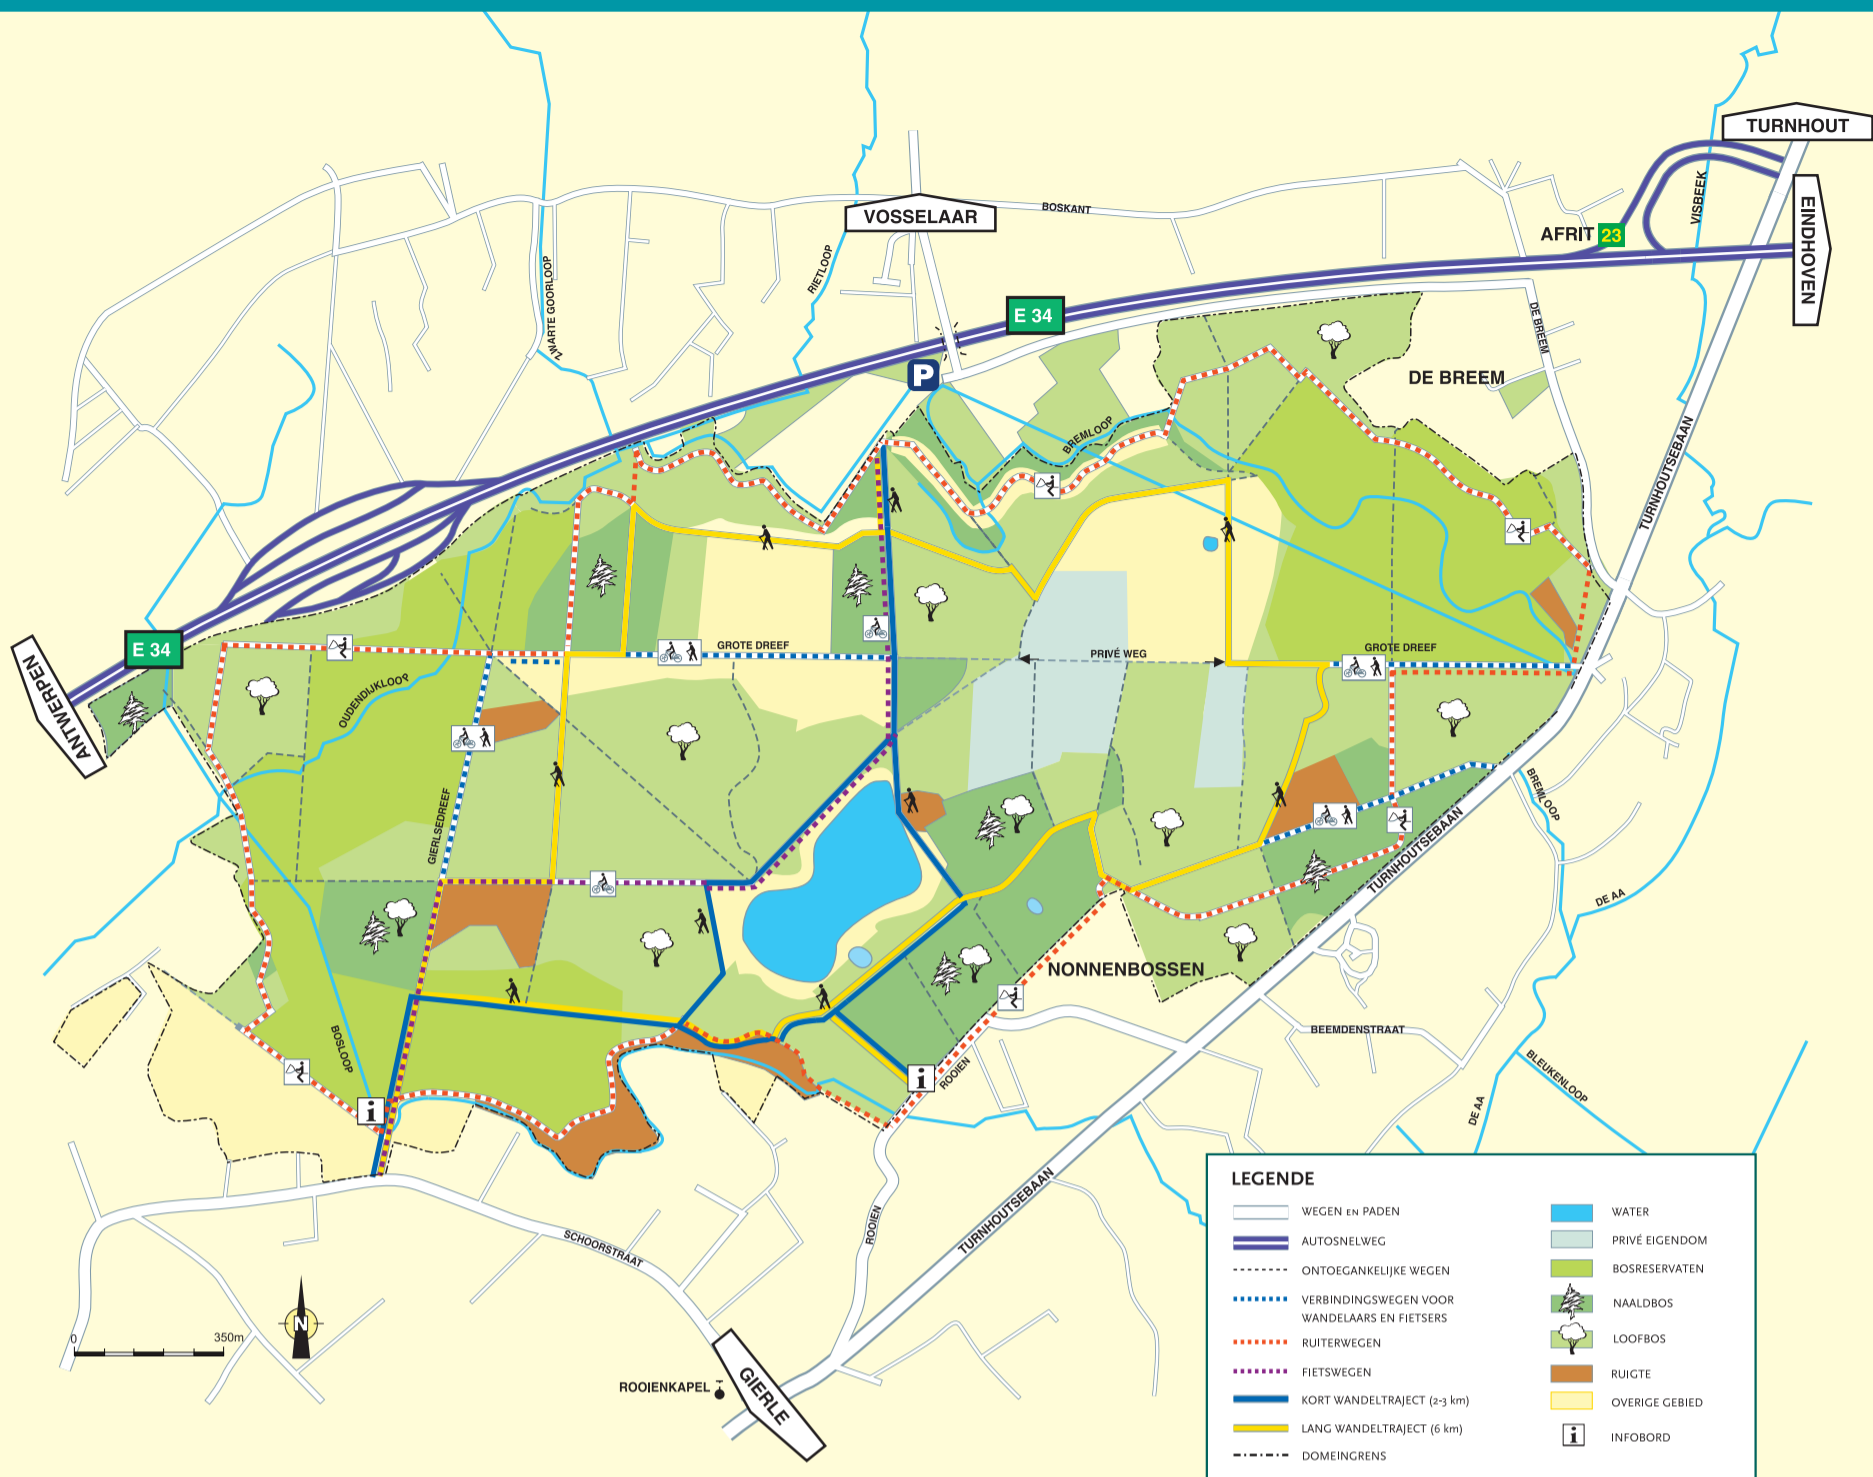 TURNHOUT
VISBEEK
EINDHOVEN
VOSSELAAR
BOSKANT
AFRIT 23
RIETLOOP
ZWARTE GOORLOOP
E 34
DE BREEM
P
DE BREEM
BREMLOOP
TURNHOUTSEBAAN
E 34
ANTWERPEN
GROTE DREEF
PRIVÉ WEG
GROTE DREEF
OUDENDIJKLOOP
GIERLSEDREEF
BREMLOOP
TURNHOUTSEBAAN
DE AA
NONNENBOSSEN
BOSLOOP
BEEMDENSTRAAT
i
ROOIEN
i
BLEUKENLOOP
DE AA
SCHOORSTRAAT
ROOIEN
TURNHOUTSEBAAN
N
0 350m
ROOIENKAPEL
GIERLE
LEGENDE
WEGEN EN PADEN
AUTOSNELWEG
ONTOEGANKELIJKE WEGEN
VERBINDINGSWEGEN VOOR
WANDELAARS EN FIETSERS
RUITERWEGEN
FIETSWEGEN
KORT WANDELTRAJECT (2-3 km)
LANG WANDELTRAJECT (6 km)
DOMEINGRENS
WATER
PRIVÉ EIGENDOM
BOSRESERVATEN
NAALDBOS
LOOFBOS
RUIGTE
OVERIGE GEBIED
i INFOBORD